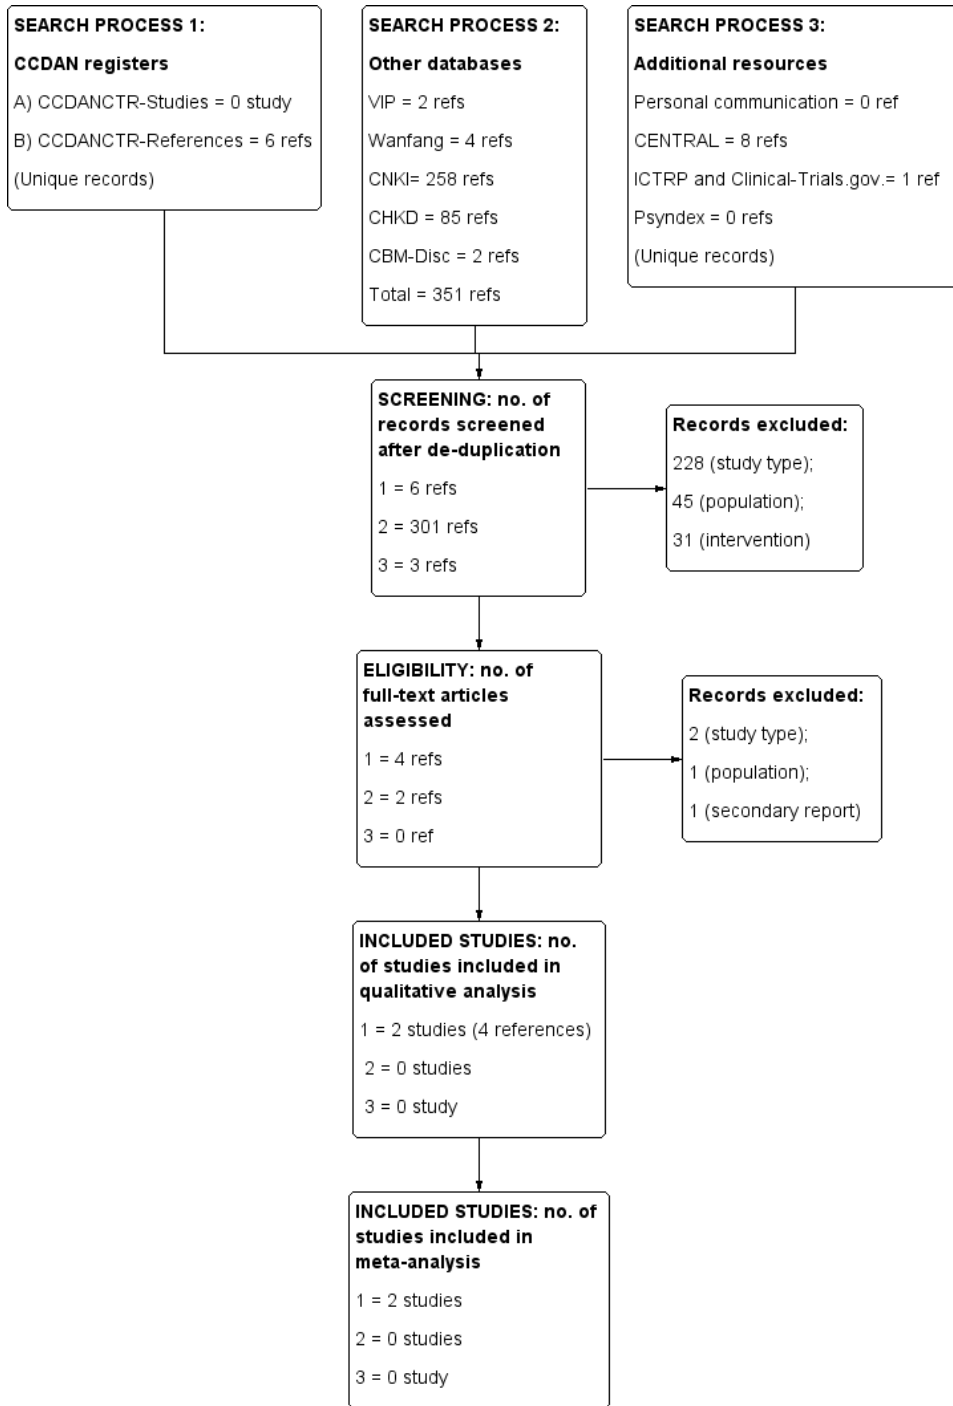 SEARCH PROCESS 1:
CCDAN registers
A) CCDANCTR-Studies = 0 study
B) CCDANCTR-References = 6 refs
(Unique records)
SEARCH PROCESS 2:
Other databases
VIP = 2 refs
Wanfang = 4 refs
CNKI= 258 refs
CHKD = 85 refs
CBM-Disc = 2 refs
Total = 351 refs
SEARCH PROCESS 3:
Additional resources
Personal communication = 0 ref
CENTRAL = 8 refs
ICTRP and Clinical-Trials.gov.= 1 ref
Psyndex = 0 refs
(Unique records)
SCREENING: no. of
records screened
after de-duplication
1 = 6 refs
2 = 301 refs
3 = 3 refs
Records excluded:
228 (study type);
45 (population);
31 (intervention)
ELIGIBILITY: no. of
full-text articles
assessed
1 = 4 refs
2 = 2 refs
3 = 0 ref
Records excluded:
2 (study type);
1 (population);
1 (secondary report)
INCLUDED STUDIES: no.
of studies included in
qualitative analysis
1 = 2 studies (4 references)
2 = 0 studies
3 = 0 study
INCLUDED STUDIES: no. of
studies included in
meta-analysis
1 = 2 studies
2 = 0 studies
3 = 0 study